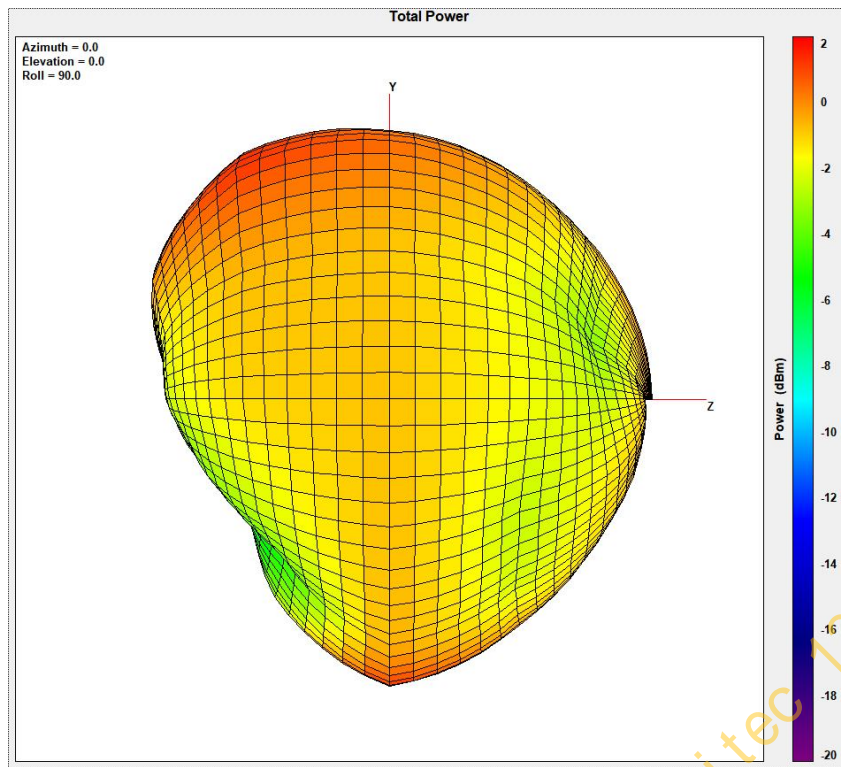 Total Power
Azimuth = 0.0
Elevation = 0.0
Roll = 90.0
Y
Z
2
0
-2
-4
-6
-8
-10
-12
-14
-16
-18
-20
Power (dBm)